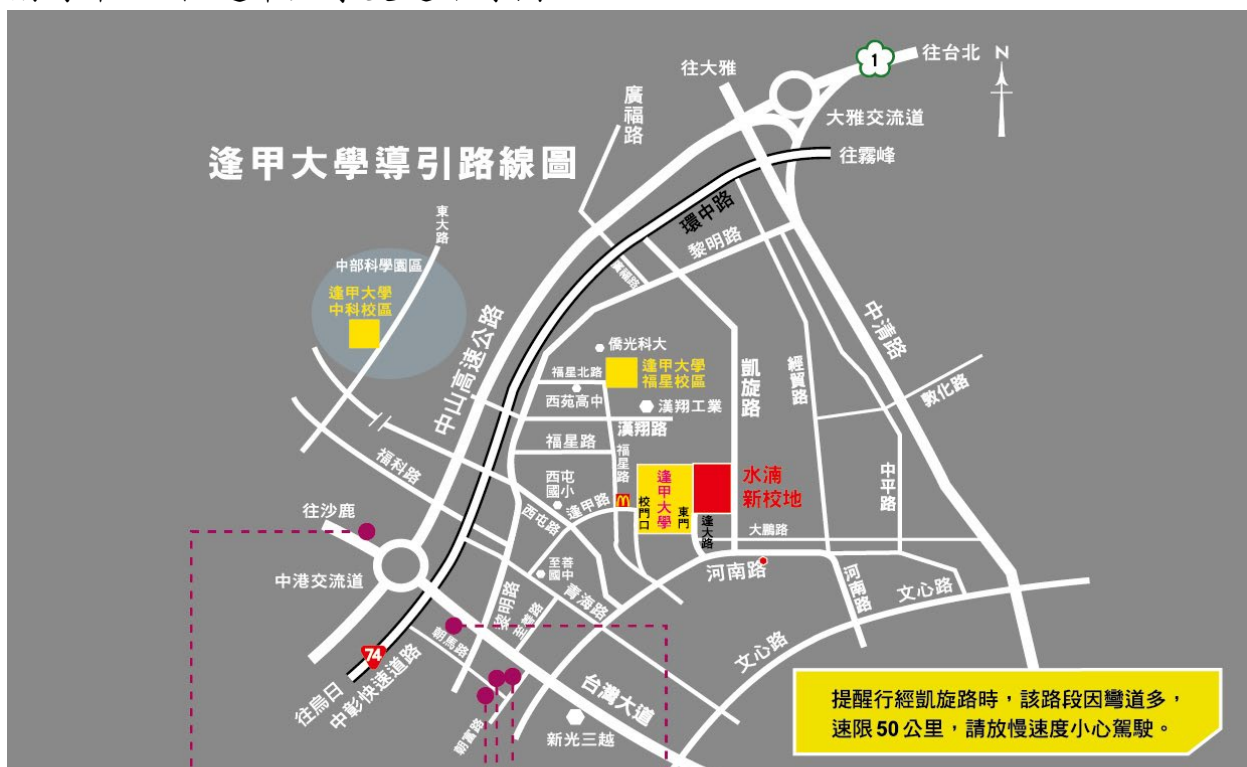 往大雅
1
往台北
N
廣福路
大雅交流道
逢甲大學導引路線圖
往霧峰
環中路
東大路
黎明路
中部科學園區
廣福路
逢甲大學
中科校區
中山高速公路
中清路
僑光科大
逢甲大學
福星校區
凱旋路
經貿路
福星北路
西苑高中
漢翔工業
敦化路
漢翔路
福星路
福星路
福科路
西屯
國小
逢甲路
校門口
逢甲大學
東門
水湳
新校地
中平路
往沙鹿
西屯路
逢大路
大鵬路
中港交流道
至善
國中
河南路
河南路
文心路
青海路
黎明路
至善路
朝馬路
文心路
74
往烏日
中彰快速道路
台灣大道
朝富路
新光三越
提醒行經凱旋路時，該路段因彎道多，
速限50公里，請放慢速度小心駕駛。